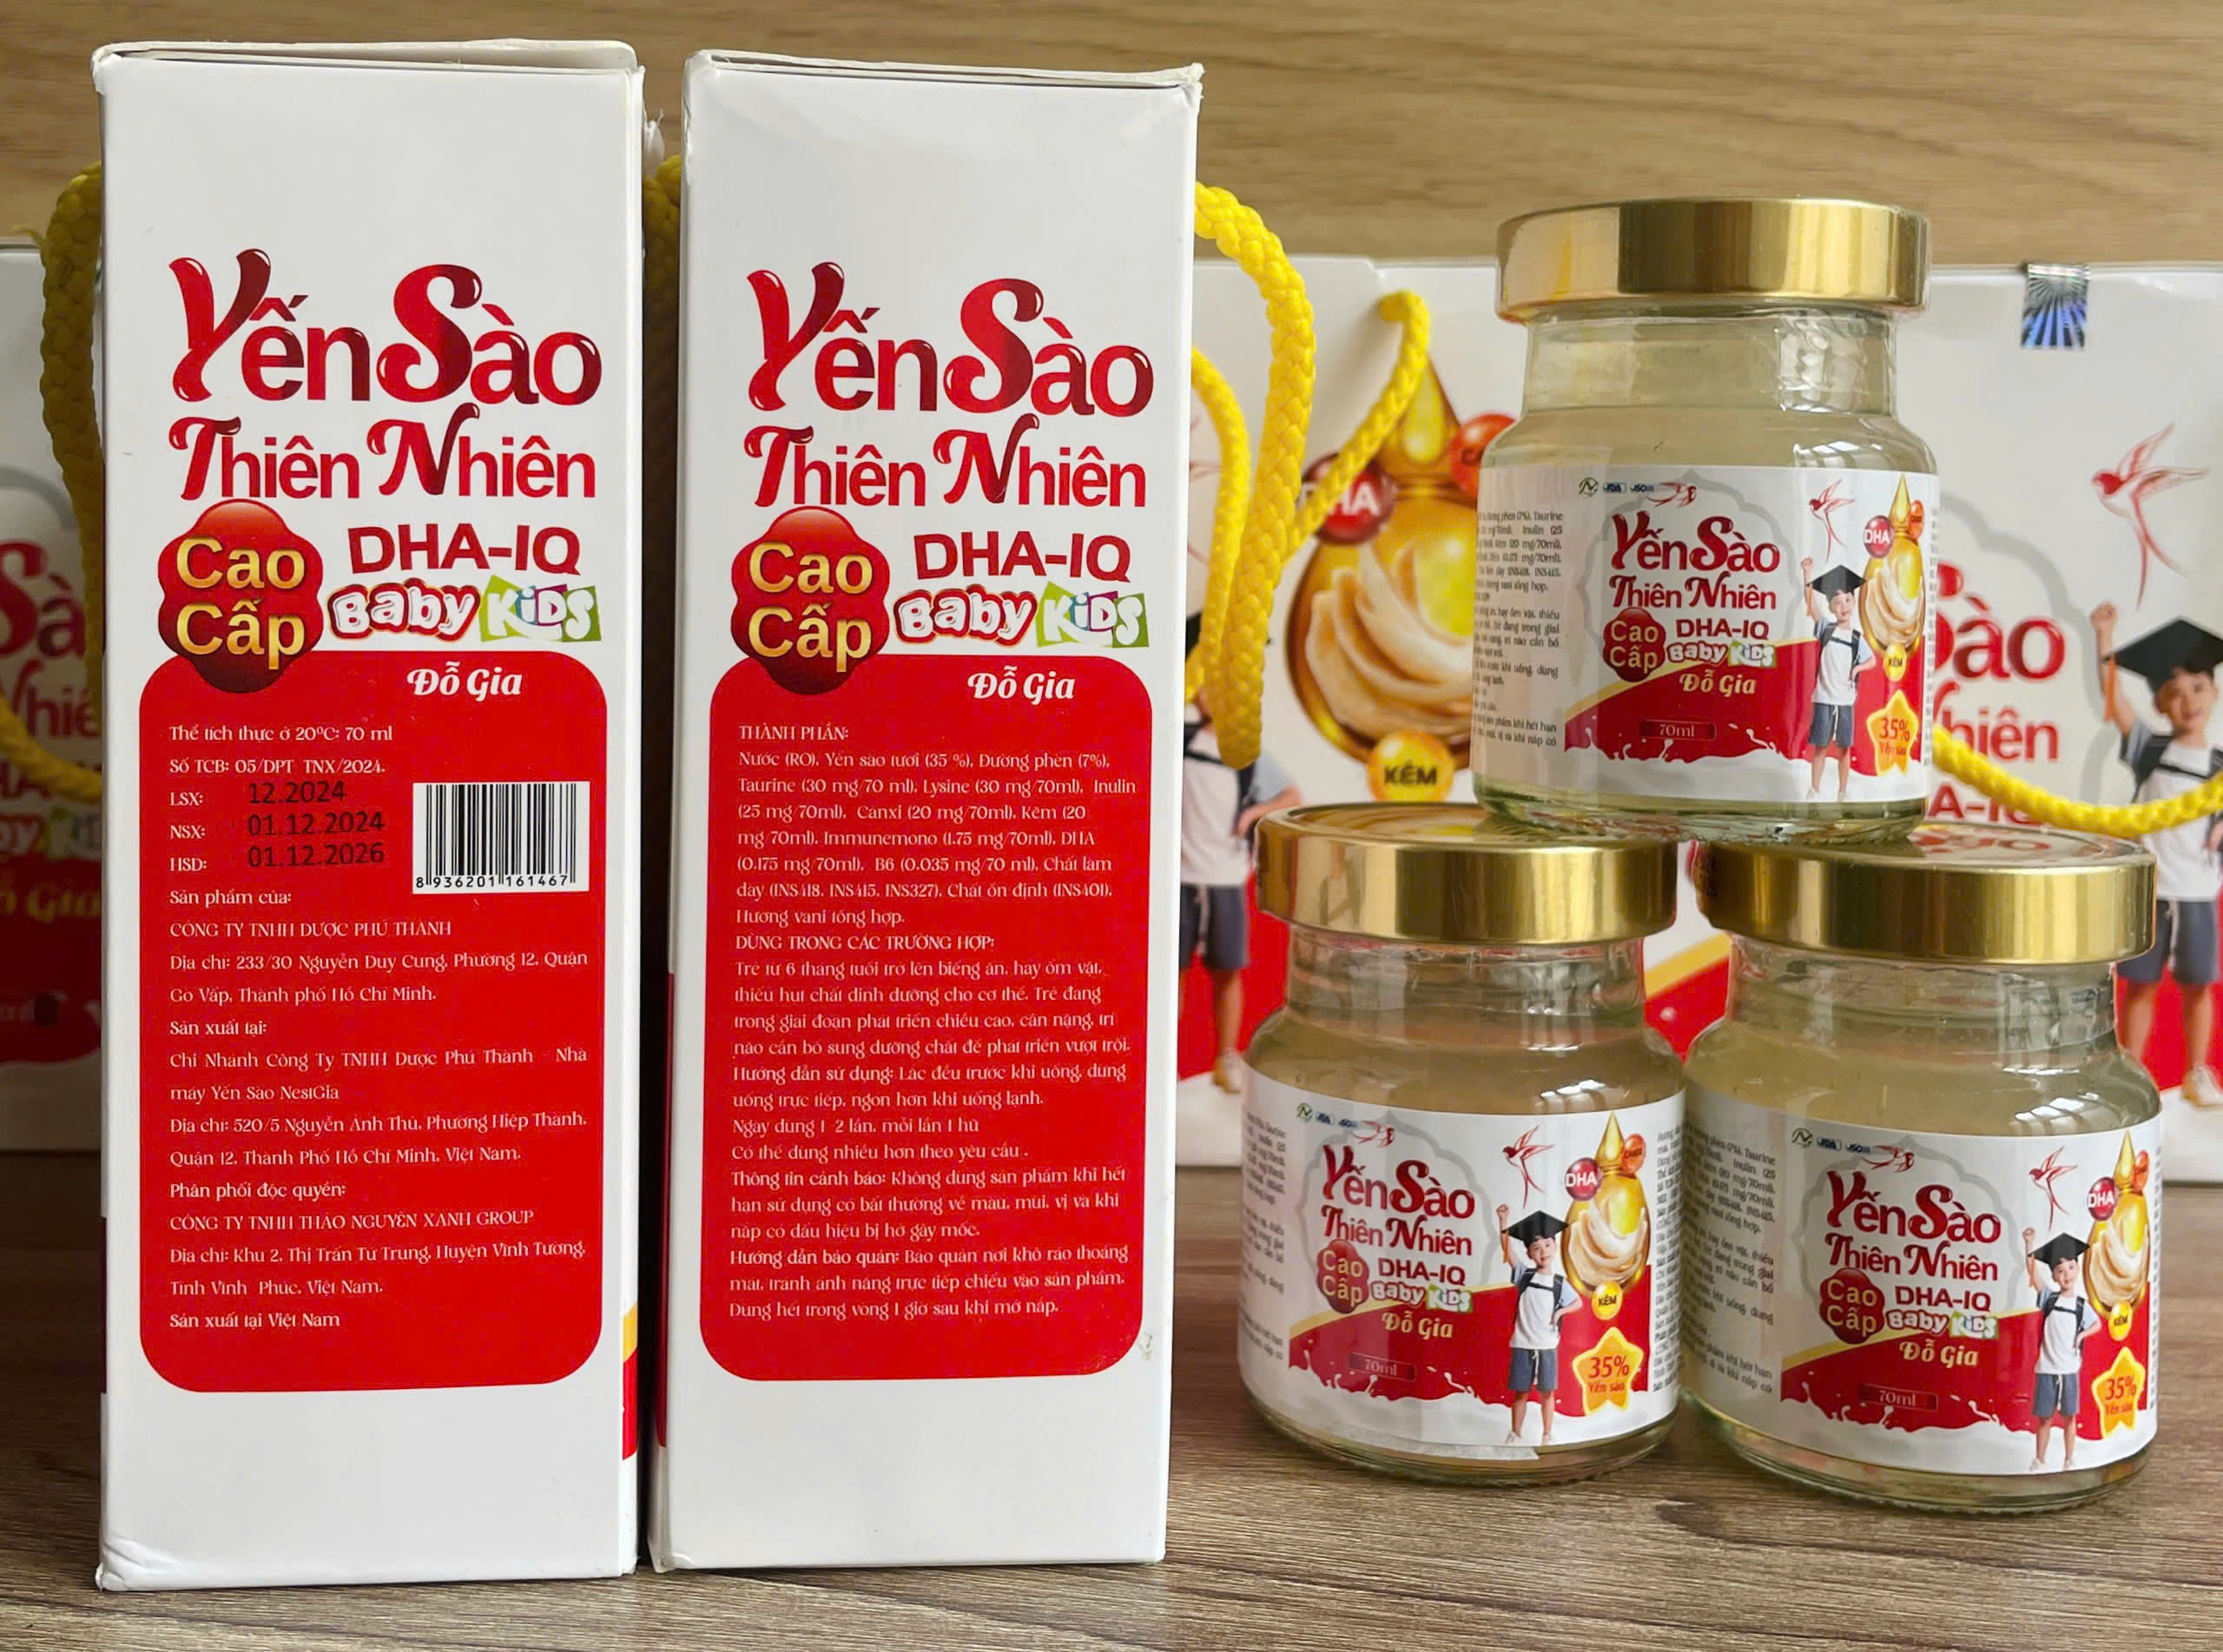 Yến Sào
Thiên Nhiên
Cao Cấp
DHA-IQ
Baby KiDS
Đỗ Gia
Thể tích thực ở 20ºC: 70 ml
Số TCB: 05/DPT-TNX/2024.
LSX: 12.2024
NSX: 01.12.2024
HSD: 01.12.2026
8 936201 161467
Sản phẩm của:
CÔNG TY TNHH DƯỢC PHÚ THÀNH
Địa chỉ: 233/30 Nguyễn Duy Cung, Phường 12, Quận
Gò Vấp, Thành phố Hồ Chí Minh.
Sản xuất tại:
Chi Nhánh Công Ty TNHH Dược Phú Thành - Nhà
máy Yến Sào NestGia
Địa chỉ: 520/5 Nguyễn Ảnh Thủ, Phường Hiệp Thành,
Quận 12, Thành Phố Hồ Chí Minh, Việt Nam.
Phân phối độc quyền:
CÔNG TY TNHH THẢO NGUYÊN XANH GROUP
Địa chỉ: Khu 2, Thị Trấn Tứ Trưng, Huyện Vĩnh Tường,
Tỉnh Vĩnh Phúc, Việt Nam.
Sản xuất tại Việt Nam
Yến Sào
Thiên Nhiên
Cao Cấp
DHA-IQ
Baby KiDS
Đỗ Gia
THÀNH PHẦN:
Nước (RO), Yến sào tươi (35 %), Đường phèn (7%),
Taurine (30 mg/70 ml), Lysine (30 mg/70ml), Inulin
(25 mg/70ml), Canxi (20 mg/70ml), Kẽm (20
mg/70ml), Immunemono (1.75 mg/70ml), DHA
(0.175 mg/70ml), B6 (0.035 mg/70 ml), Chất làm
dày (INS418, INS415, INS327), Chất ổn định (INS401),
Hương vani tổng hợp.
DÙNG TRONG CÁC TRƯỜNG HỢP:
Trẻ từ 6 tháng tuổi trở lên biếng ăn, hay ốm vặt,
thiếu hụt chất dinh dưỡng cho cơ thể. Trẻ đang
trong giai đoạn phát triển chiều cao, cân nặng, trí
não cần bổ sung dưỡng chất để phát triển vượt trội.
Hướng dẫn sử dụng: Lắc đều trước khi uống, dùng
uống trực tiếp, ngon hơn khi uống lạnh.
Ngày dùng 1-2 lần, mỗi lần 1 hũ
Có thể dùng nhiều hơn theo yêu cầu .
Thông tin cảnh báo: Không dùng sản phẩm khi hết
hạn sử dụng có bất thường về màu, mùi, vị và khi
nắp có dấu hiệu bị hở gây mốc.
Hướng dẫn bảo quản: Bảo quản nơi khô ráo thoáng
mát, tránh ánh nắng trực tiếp chiếu vào sản phẩm.
Dùng hết trong vòng 1 giờ sau khi mở nắp.
Yến Sào
Thiên Nhiên
Cao Cấp
DHA-IQ
Baby KiDS
Đỗ Gia
70ml
DHA
KẼM
35%
Yến sào
Yến Sào
Thiên Nhiên
Cao Cấp
DHA-IQ
Baby KiDS
Đỗ Gia
70ml
DHA
KẼM
35%
Yến sào
Yến Sào
Thiên Nhiên
Cao Cấp
DHA-IQ
Baby KiDS
Đỗ Gia
70ml
DHA
KẼM
35%
Yến sào
KẼM